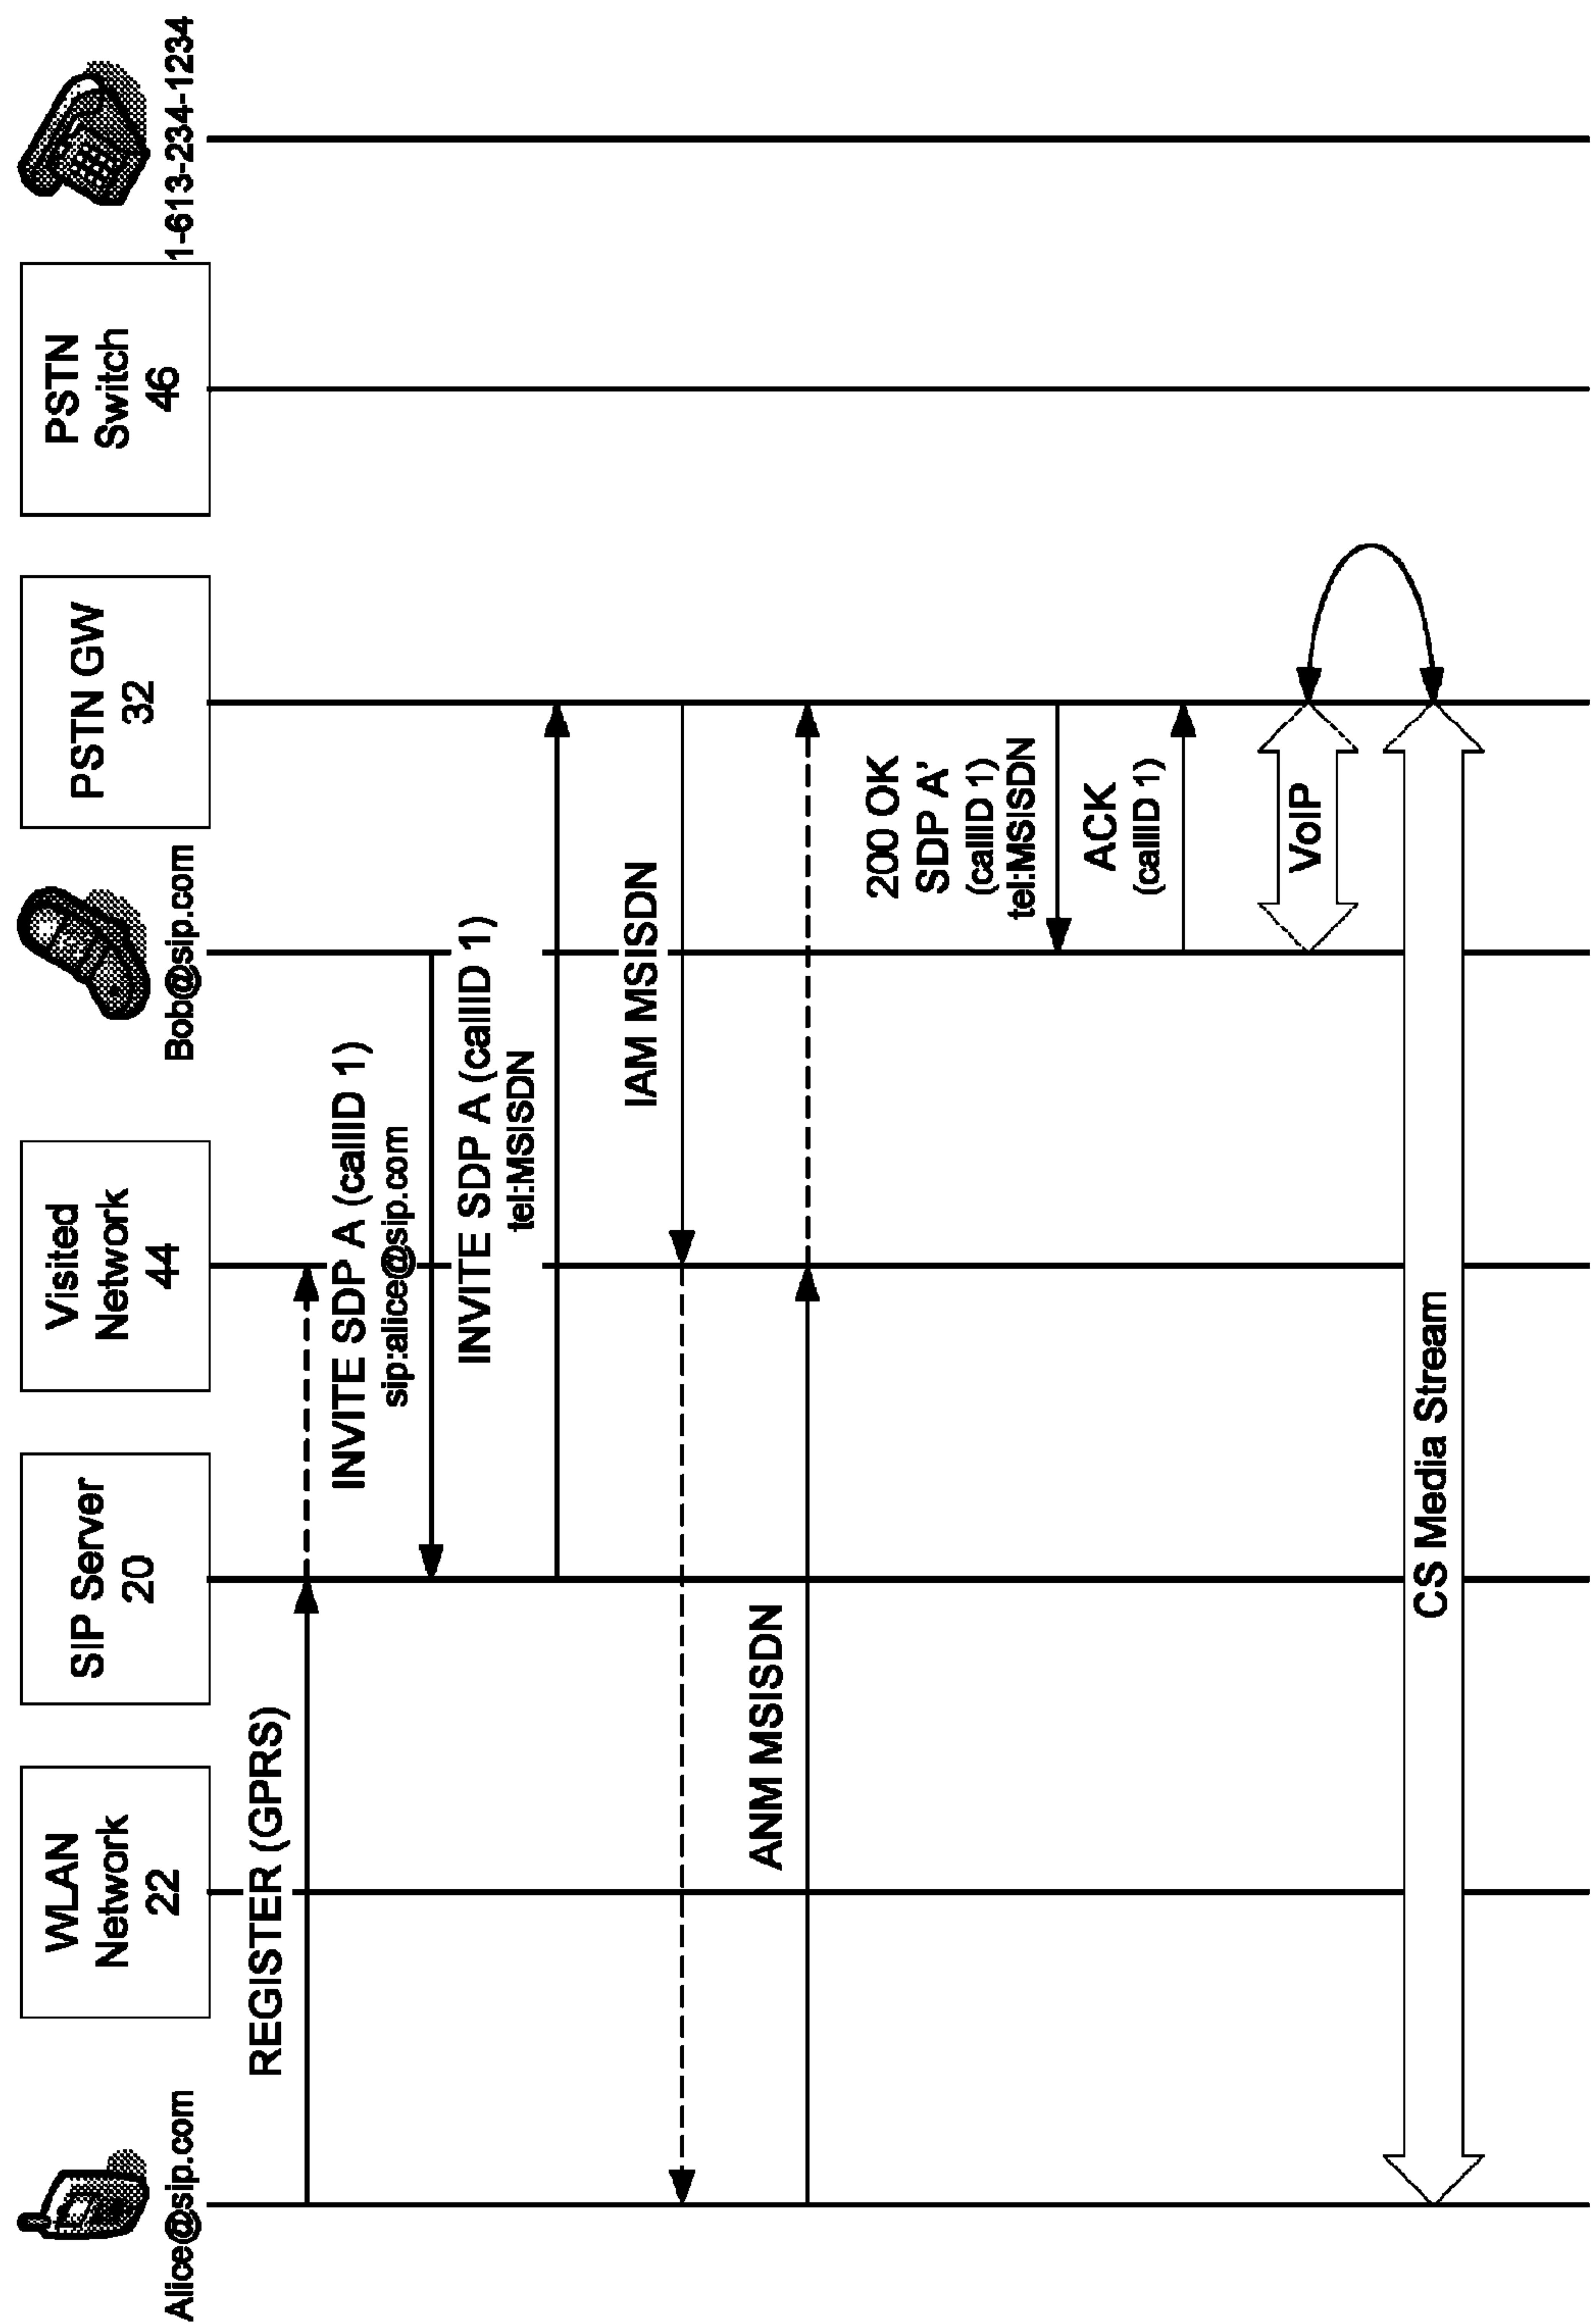 Alice@sip.com
WLAN
Network
22
SIP Server
20
Visited
Network
44
Bob@sip.com
PSTN GW
32
PSTN
Switch
46
1-613-234-1234
REGISTER (GPRS)
INVITE SDP A (callID 1)
sip:alice@sip.com
INVITE SDP A (callID 1)
tel:MSISDN
IAM MSISDN
ANM MSISDN
200 OK
SDP A'
(callID 1)
tel:MSISDN
ACK
(callID 1)
VoIP
CS Media Stream